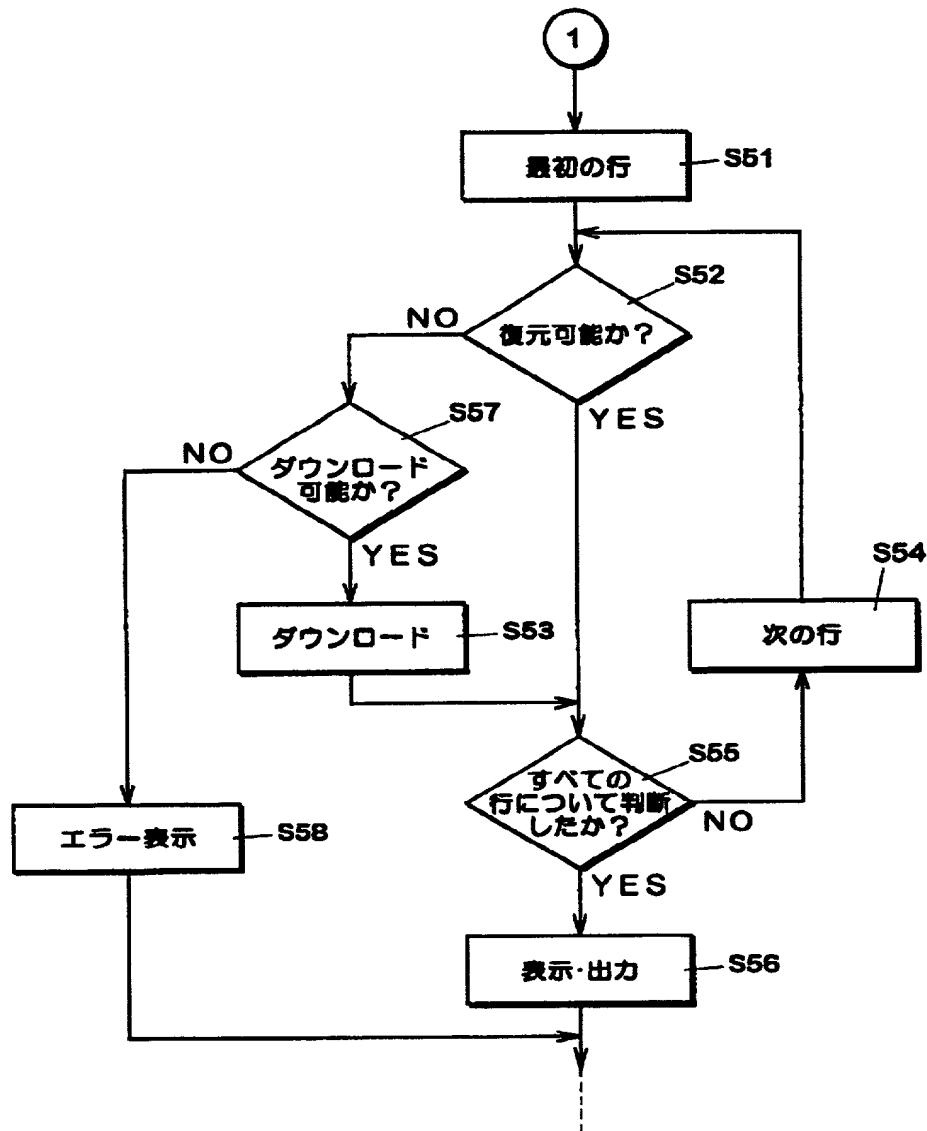 1
最初の行
S51
S52
復元可能か?
NO
YES
S57
ダウンロード
可能か?
NO
YES
S54
次の行
ダウンロード
S53
S55
すべての
行について判断
したか?
NO
YES
エラー表示
S58
表示・出力
S56